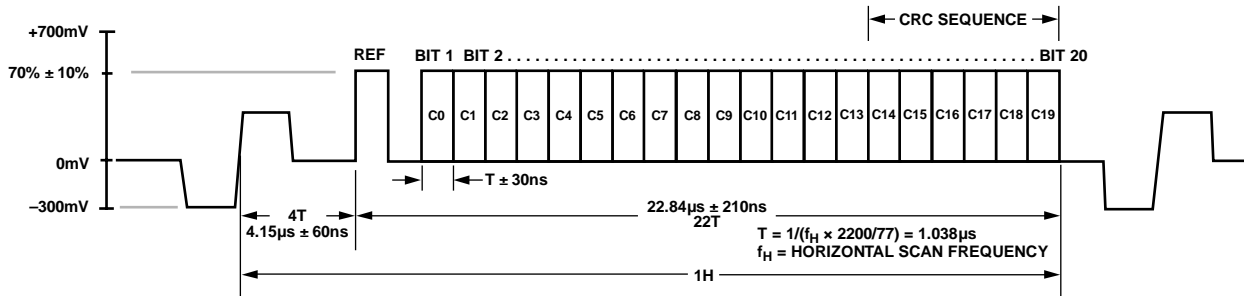 CRC SEQUENCE
+700mV
REF
BIT 1 BIT 2 . . . . . . . . . . . . . . . . . . . . . . . . . . . . . . . . . . . . . . . . . . . . . . . . . . . . . . . . . . . . . . BIT 20
70% ± 10%
C0 C1 C2 C3 C4 C5 C6 C7 C8 C9 C10 C11 C12 C13 C14 C15 C16 C17 C18 C19
0mV
T ± 30ns
–300mV
4T
4.15µs ± 60ns
22.84µs ± 210ns
22T
T = 1/(fH × 2200/77) = 1.038µs
fH = HORIZONTAL SCAN FREQUENCY
1H